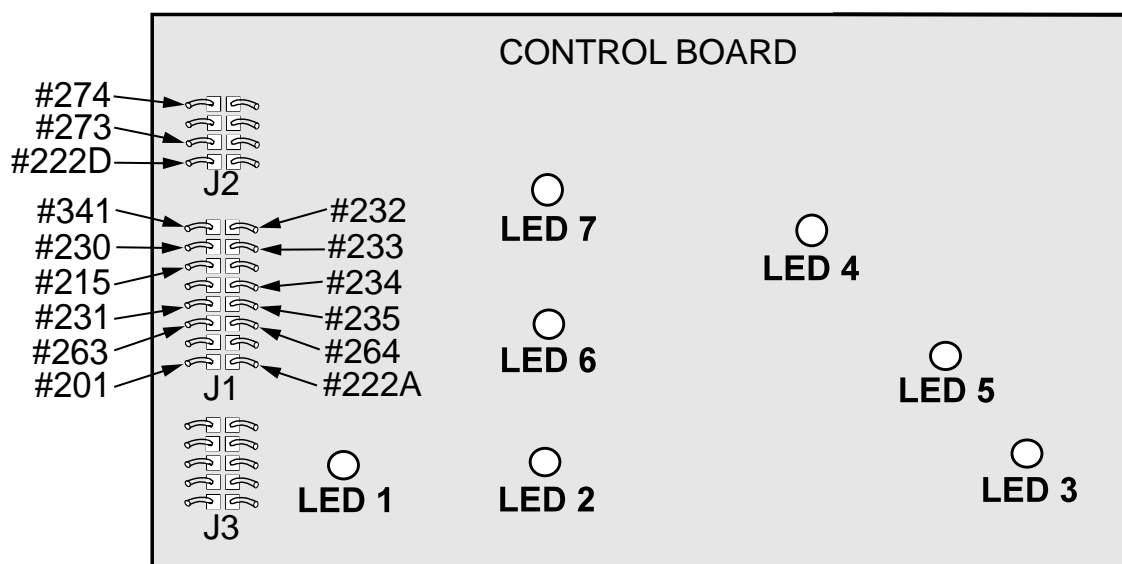 CONTROL BOARD
#274
#273
#222D
J2
#341
#230
#215
#231
#263
#201
#232
#233
#234
#235
#264
#222A
J1
J3
LED 7
LED 4
LED 6
LED 5
LED 1
LED 2
LED 3